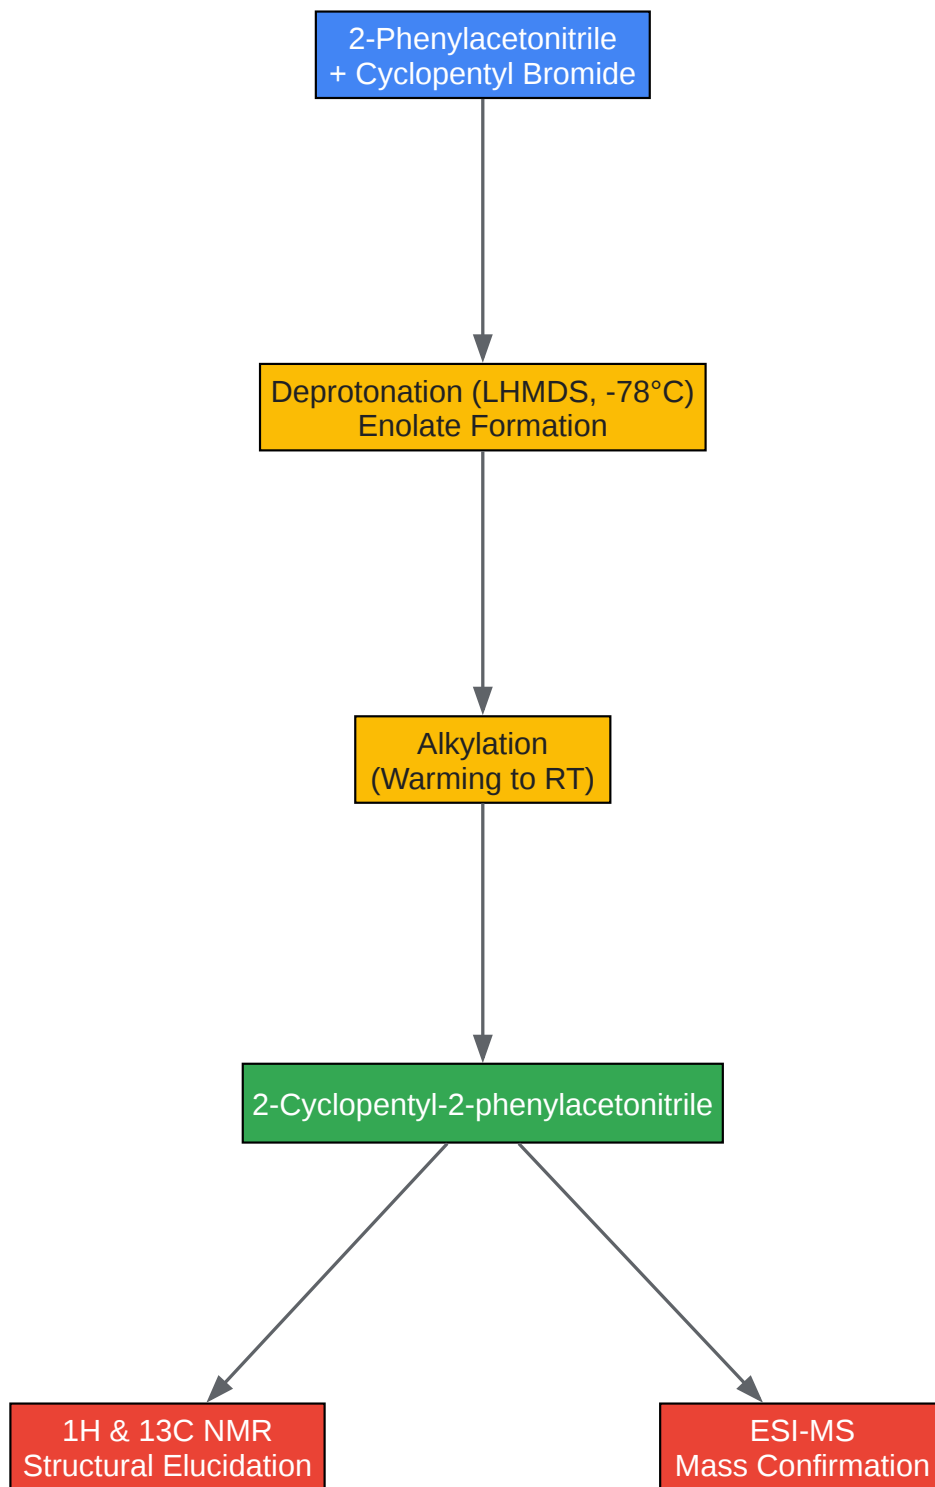 2-Phenylacetonitrile
+ Cyclopentyl Bromide
Deprotonation (LHMDS, -78°C)
Enolate Formation
Alkylation
(Warming to RT)
2-Cyclopentyl-2-phenylacetonitrile
1H & 13C NMR
Structural Elucidation
ESI-MS
Mass Confirmation